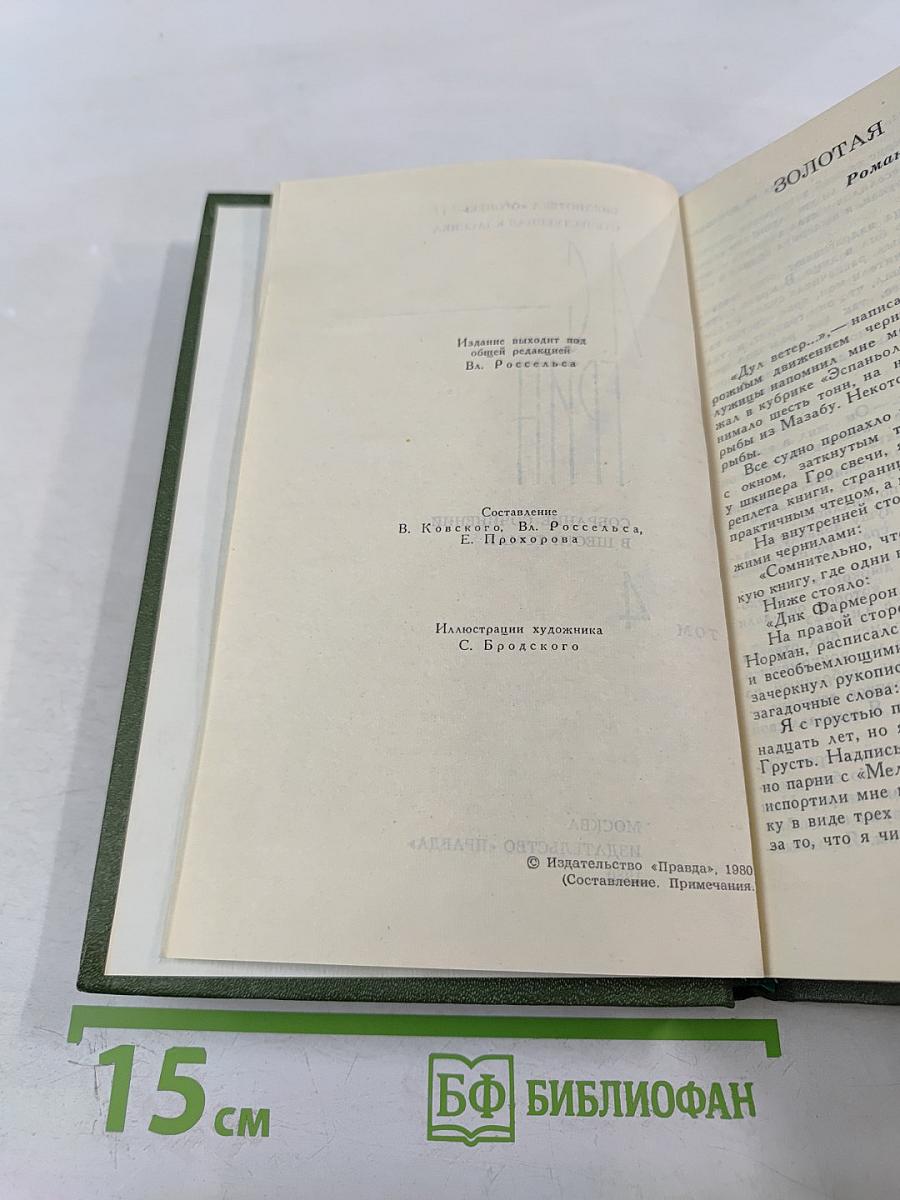 Издание выходит под
общей редакцией
Вл. Россельса
Составление
В. Ковского, Вл. Россельса,
Е. Прохорова
Иллюстрации художника
С. Бродского
© Издательство «Правда», 1980
(Составление. Примечания.
ЗОЛОТАЯ
Роман
«Дул ветер...»,— написа
рожным движением черн
лужицы напомнил мне м
жал в кубрике «Эспаньол
нимало шесть тонн, на
рыбы из Мазабу. Некото
рыбы.
Все судно пропахло
с окном, заткнутым т
у шкипера Гро свечи, я
реплета книги, страниц
практичным чтецом, а
На внутренней сто
жими чернилами:
«Сомнительно, что
кую книгу, где одни в
Ниже стояло:
«Дик Фармерон
На правой сторо
Норман, расписался
и всеобъемлющими
зачеркнул рукопис
загадочные слова:
Я с грустью п
надцать лет, но я
Грусть. Надпись
но парни с «Мел
испортили мне
ку в виде трех
за то, что я чи
15 см
БФ БИБЛИОФАН